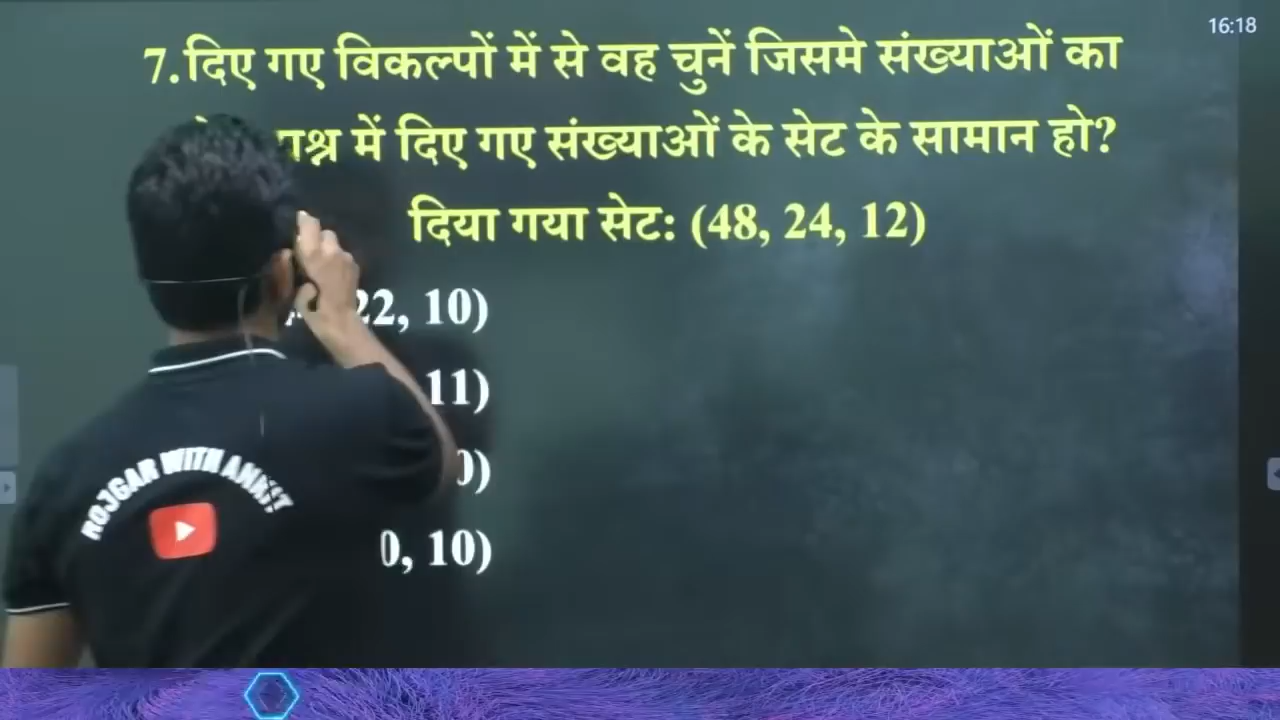 16:18
7.दिए गए विकल्पों में से वह चुनें जिसमे संख्याओं का
में दिए गए संख्याओं के सेट के सामान हो?
दिया गया सेट: (48, 24, 12)
22, 10)
11)
0)
0, 10)
ROJGAR WITH ANKIT